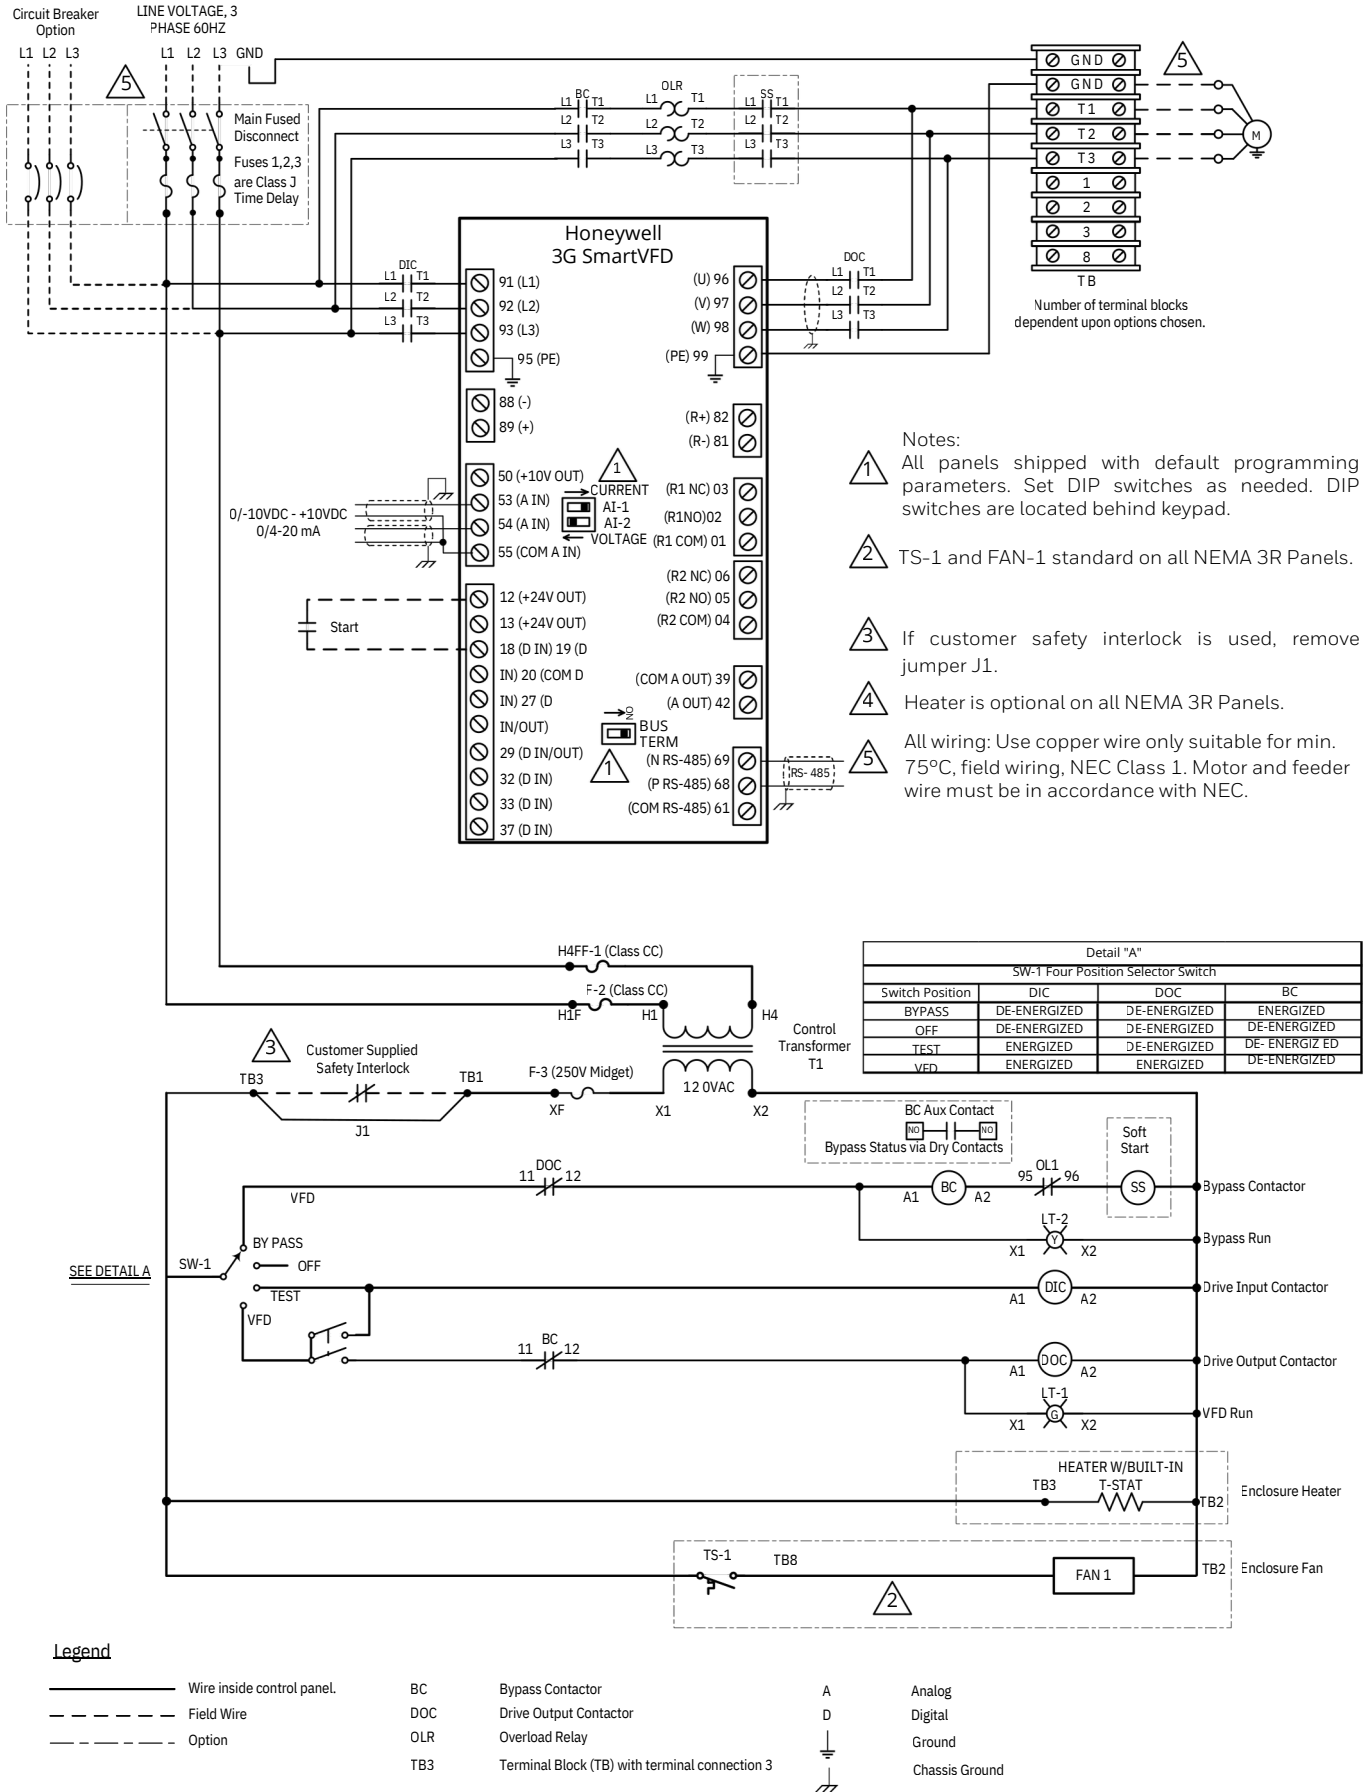 Circuit Breaker
Option
LINE VOLTAGE, 3
PHASE 60HZ
L1 L2 L3
L1 L2 L3 GND
5
Main Fused
Disconnect
Fuses 1,2,3
are Class J
Time Delay
BC
L1 T1
L2 T2
L3 T3
OLR
L1 T1
L2 T2
L3 T3
SS
L1 T1
L2 T2
L3 T3
GND
GND
T1
T2
T3
1
2
3
8
TB
5
M
Number of terminal blocks
dependent upon options chosen.
Honeywell
3G SmartVFD
DIC
L1 T1
L2 T2
L3 T3
91 (L1)
92 (L2)
93 (L3)
95 (PE)
88 (-)
89 (+)
50 (+10V OUT)
53 (A IN)
54 (A IN)
55 (COM A IN)
0/-10VDC - +10VDC
0/4-20 mA
1
CURRENT
AI-1
AI-2
VOLTAGE
12 (+24V OUT)
13 (+24V OUT)
18 (D IN) 19 (D
IN) 20 (COM D
IN) 27 (D
IN/OUT)
29 (D IN/OUT)
32 (D IN)
33 (D IN)
37 (D IN)
Start
(U) 96
(V) 97
(W) 98
(PE) 99
DOC
L1 T1
L2 T2
L3 T3
(R+) 82
(R-) 81
(R1 NC) 03
(R1NO)02
(R1 COM) 01
(R2 NC) 06
(R2 NO) 05
(R2 COM) 04
(COM A OUT) 39
(A OUT) 42
ON
BUS
TERM
1
(N RS-485) 69
(P RS-485) 68
(COM RS-485) 61
RS- 485
Notes:
1
All panels shipped with default programming
parameters. Set DIP switches as needed. DIP
switches are located behind keypad.
2
TS-1 and FAN-1 standard on all NEMA 3R Panels.
3
If customer safety interlock is used, remove
jumper J1.
4
Heater is optional on all NEMA 3R Panels.
5
All wiring: Use copper wire only suitable for min.
75°C, field wiring, NEC Class 1. Motor and feeder
wire must be in accordance with NEC.
H4FF-1 (Class CC)
F-2 (Class CC)
H1F H1 H4
Control
Transformer
T1
Detail "A"
SW-1 Four Position Selector Switch
Switch Position DIC DOC BC
BYPASS DE-ENERGIZED DE-ENERGIZED ENERGIZED
OFF DE-ENERGIZED DE-ENERGIZED DE-ENERGIZED
TEST ENERGIZED DE-ENERGIZED DE- ENERGIZ ED
VFD ENERGIZED ENERGIZED DE-ENERGIZED
3
Customer Supplied
Safety Interlock
TB3
TB1
J1
F-3 (250V Midget)
XF X1 12 0VAC X2
BC Aux Contact
NO NO
Bypass Status via Dry Contacts
Soft
Start
VFD
DOC
11 12
A1 BC A2
OL1
95 96
SS
Bypass Contactor
LT-2
X1 Y X2
Bypass Run
SEE DETAIL A
SW-1
BY PASS
OFF
TEST
VFD
A1 DIC A2
Drive Input Contactor
BC
11 12
A1 DOC A2
Drive Output Contactor
LT-1
X1 G X2
VFD Run
HEATER W/BUILT-IN
T-STAT
TB3
TB2
Enclosure Heater
TS-1
TB8
FAN 1
TB2
Enclosure Fan
2
Legend
Wire inside control panel.
Field Wire
Option
BC Bypass Contactor
DOC Drive Output Contactor
OLR Overload Relay
TB3 Terminal Block (TB) with terminal connection 3
A Analog
D Digital
Ground
Chassis Ground